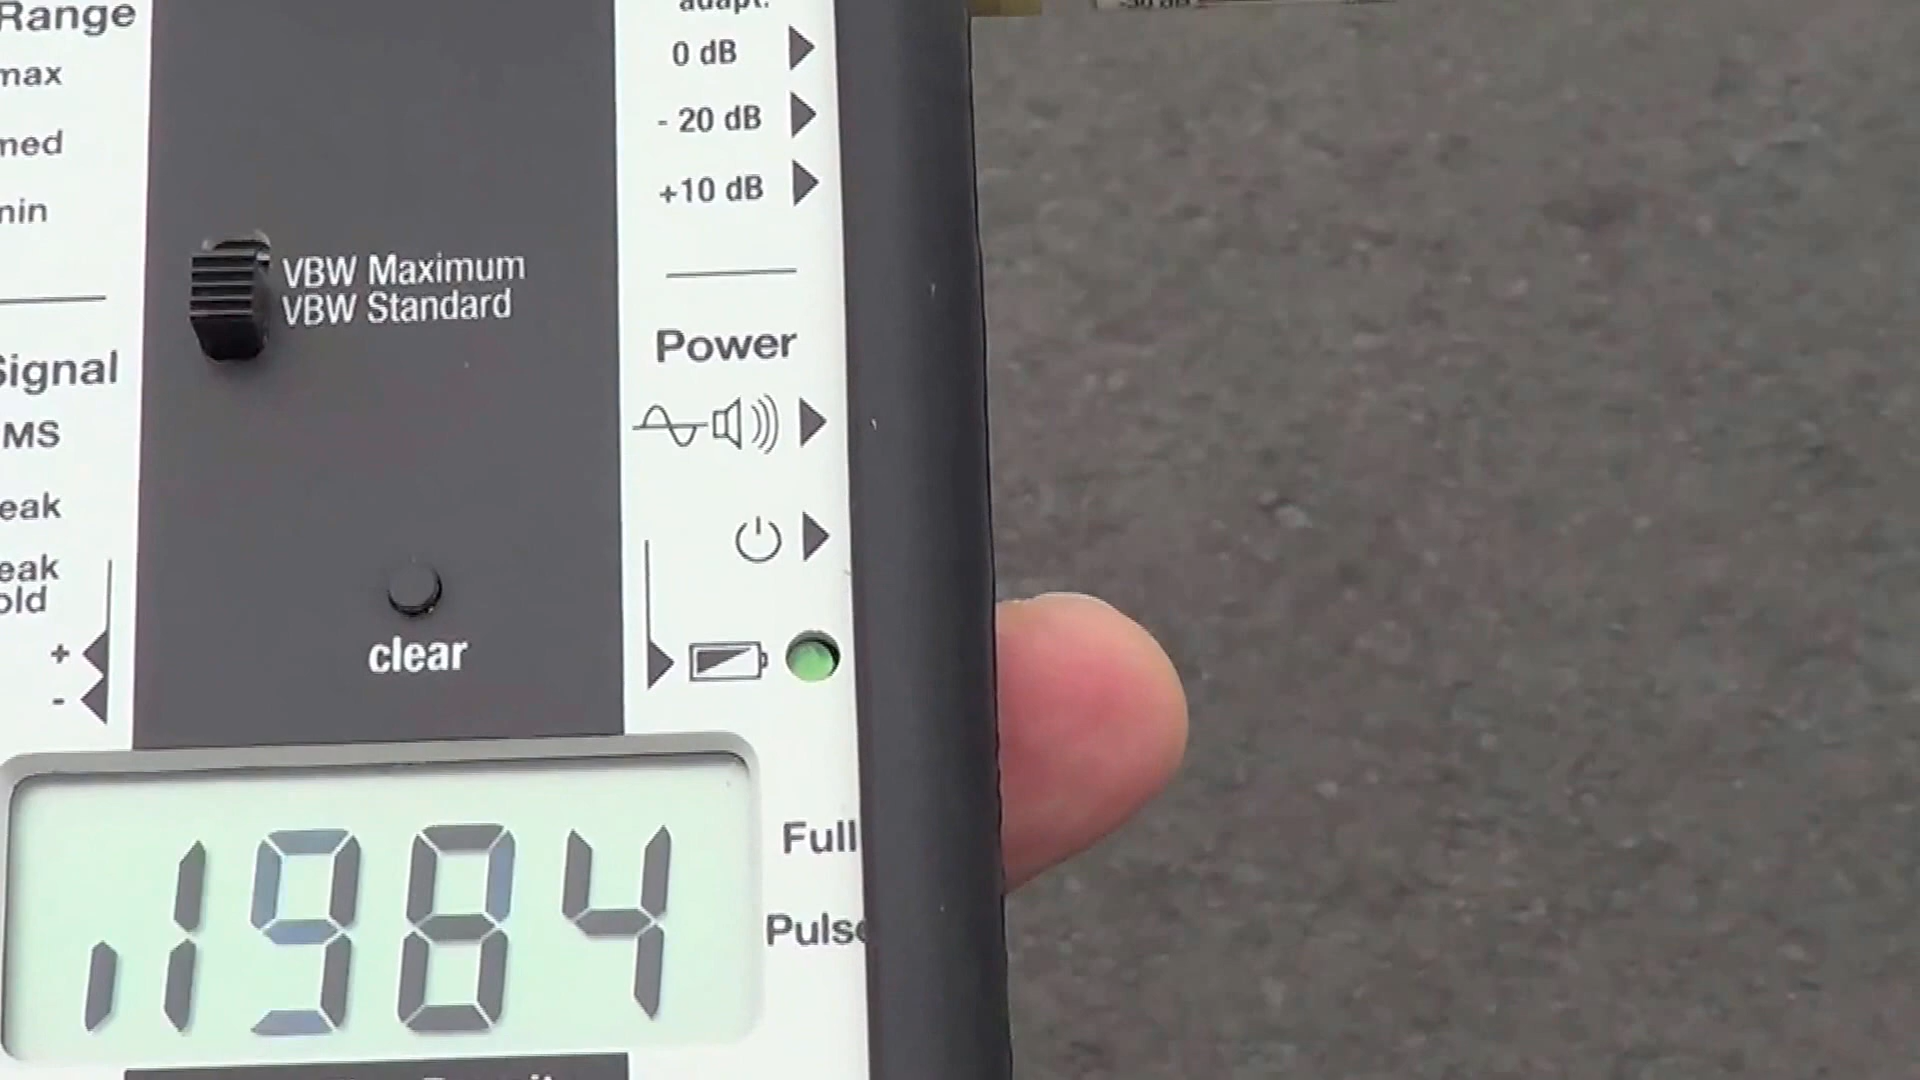 Range
max
med
min
Signal
MS
eak
eak
old
+
-
VBW Maximum
VBW Standard
clear
adapt.
0 dB
- 20 dB
+10 dB
Power
Full
Pulse
1984